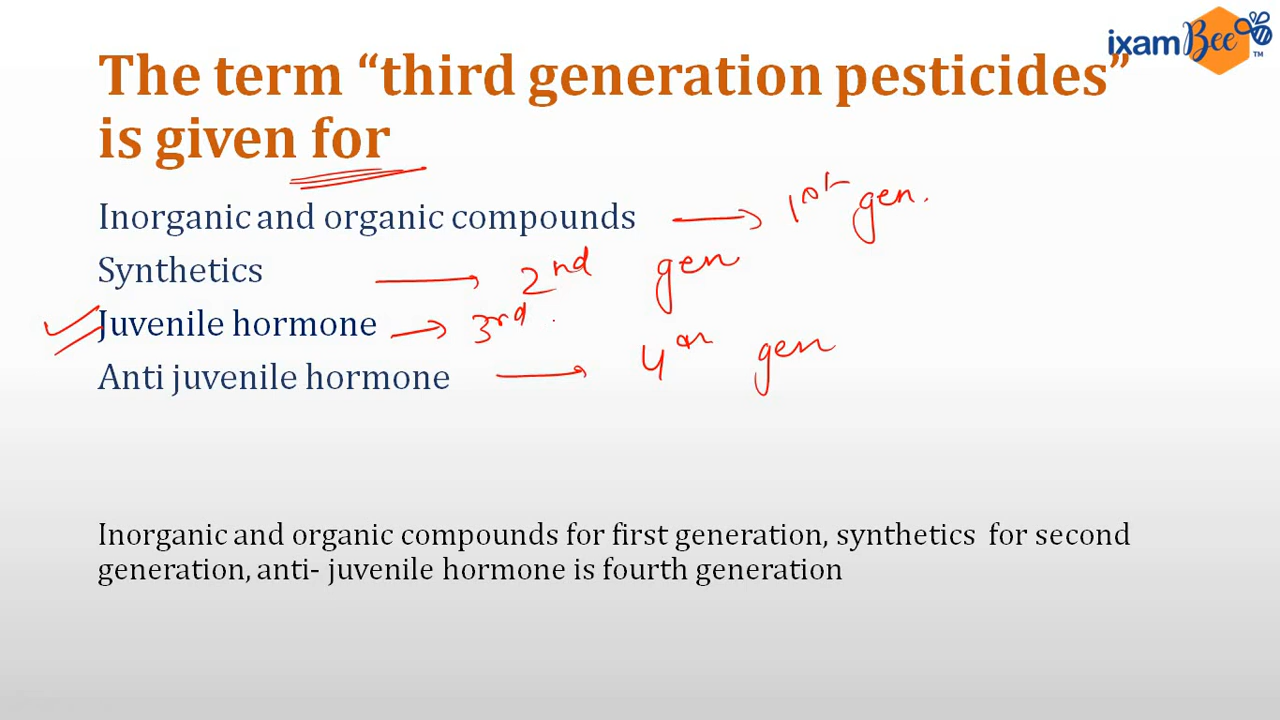 ixamBee™
The term “third generation pesticides”
is given for
Inorganic and organic compounds → 1st gen.
Synthetics → 2nd gen
Juvenile hormone → 3rd
Anti juvenile hormone → 4th gen
Inorganic and organic compounds for first generation, synthetics for second
generation, anti- juvenile hormone is fourth generation